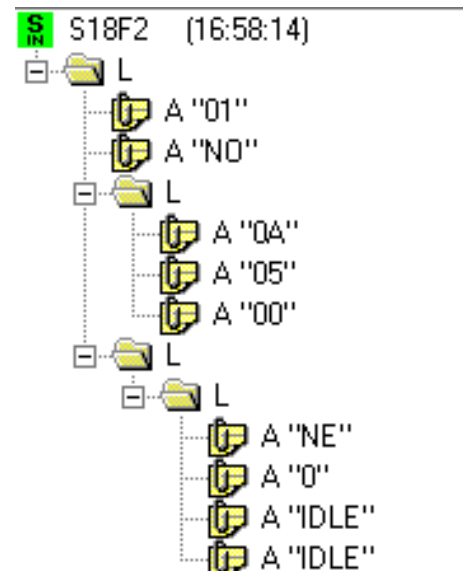 S IN S18F2 (16:58:14)
L
A "01"
A "NO"
L
A "0A"
A "05"
A "00"
L
L
A "NE"
A "0"
A "IDLE"
A "IDLE"